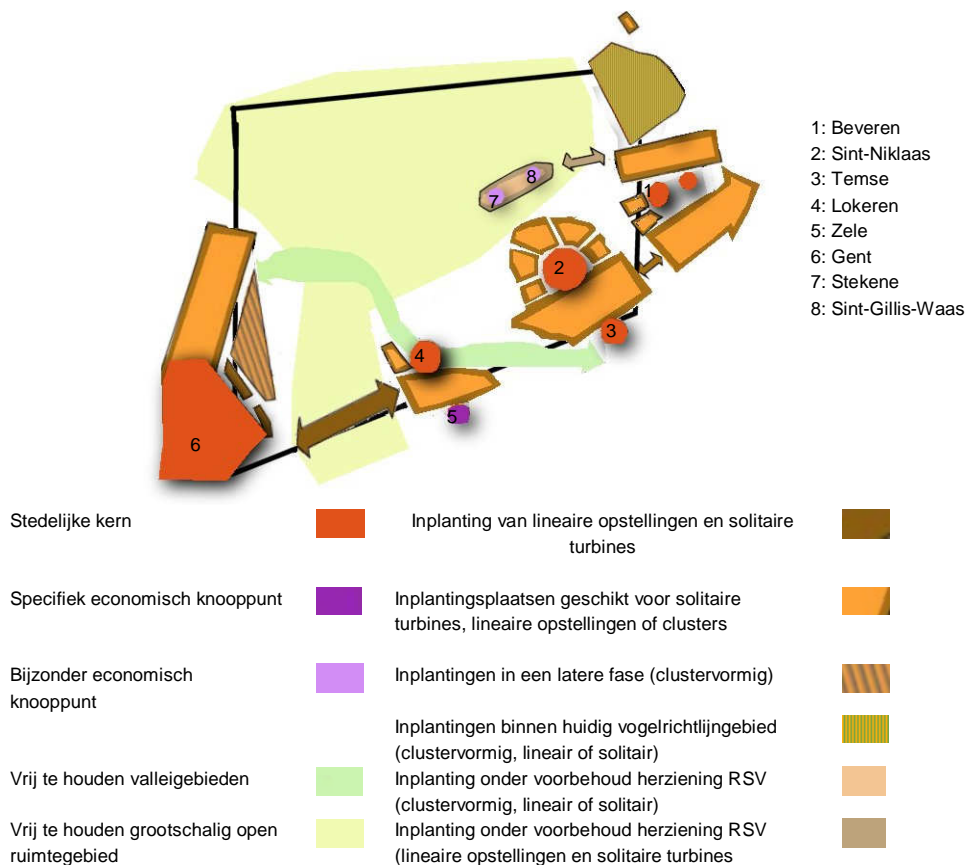 1: Beveren
2: Sint-Niklaas
3: Temse
4: Lokeren
5: Zele
6: Gent
7: Stekene
8: Sint-Gillis-Waas
8
7
1
2
3
4
5
6
Stedelijke kern
Inplanting van lineaire opstellingen en solitaire
turbines
Specifiek economisch knooppunt
Inplantingsplaatsen geschikt voor solitaire
turbines, lineaire opstellingen of clusters
Bijzonder economisch
knooppunt
Inplantingen in een latere fase (clustervormig)
Inplantingen binnen huidig vogelrichtlijngebied
(clustervormig, lineair of solitair)
Vrij te houden valleigebieden
Inplanting onder voorbehoud herziening RSV
(clustervormig, lineair of solitair)
Vrij te houden grootschalig open
ruimtegebied
Inplanting onder voorbehoud herziening RSV
(lineaire opstellingen en solitaire turbines